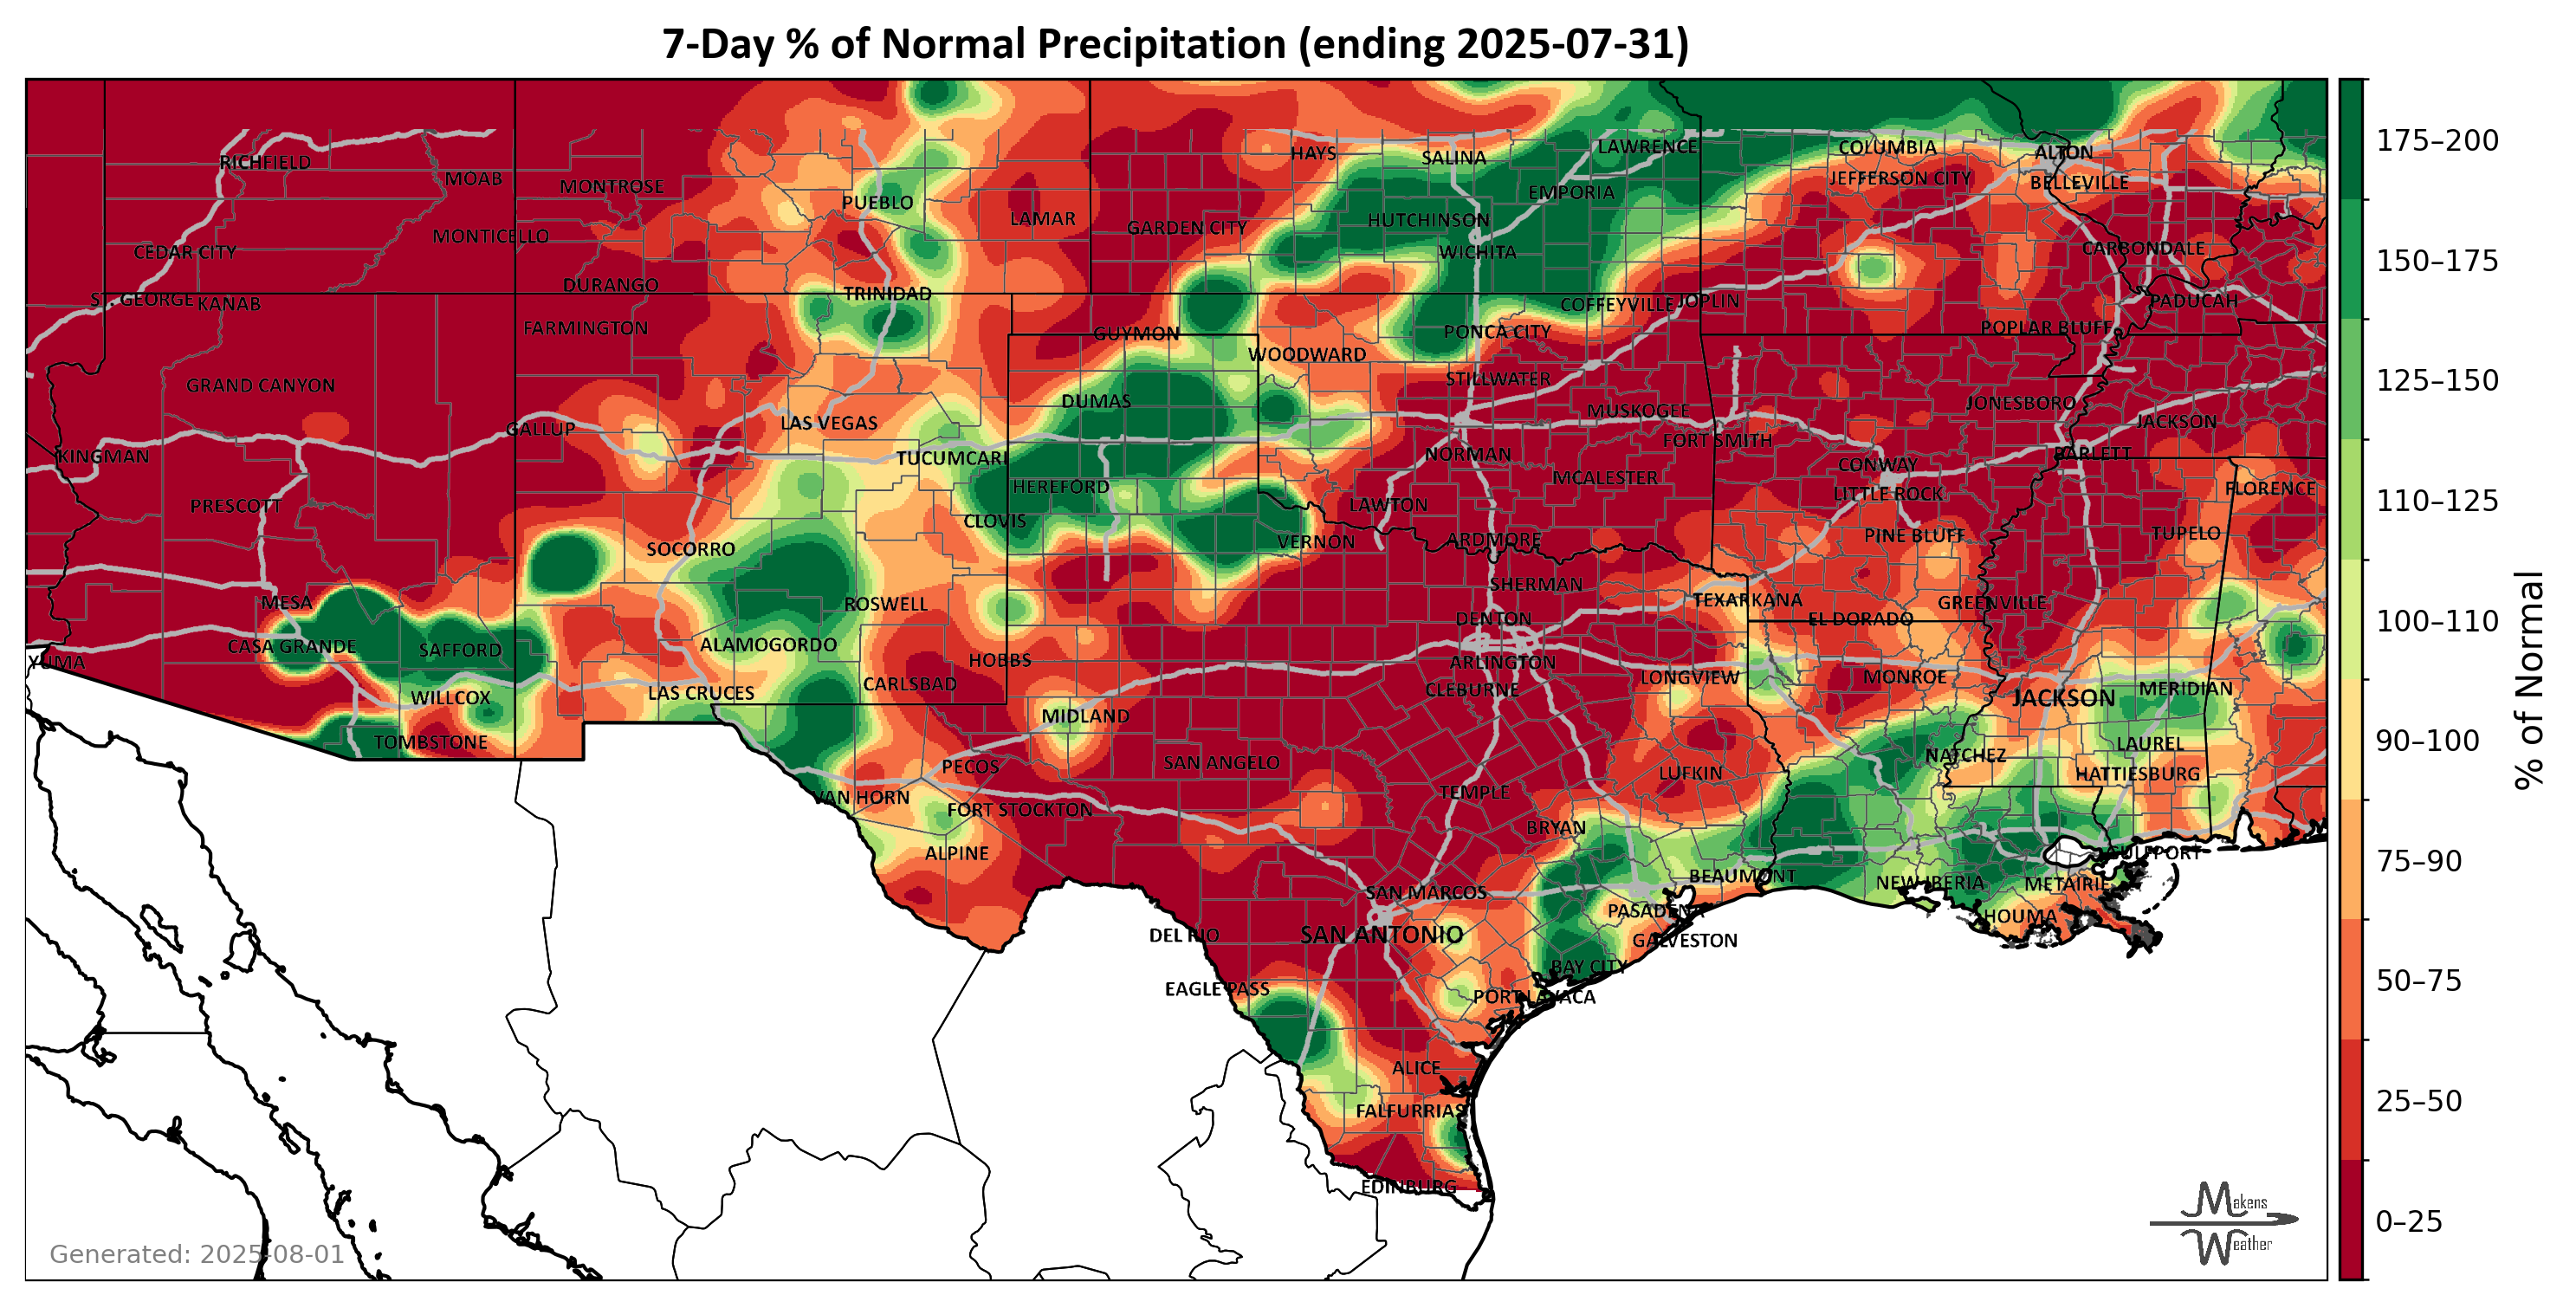 7-Day % of Normal Precipitation (ending 2025-07-31)
RICHFIELD
MOAB
MONTROSE
PUEBLO
LAMAR
HAYS
SALINA
LAWRENCE
COLUMBIA
ALTON
EMPORIA
JEFFERSON CITY
BELLEVILLE
CEDAR CITY
MONTICELLO
GARDEN CITY
HUTCHINSON
WICHITA
CARBONDALE
DURANGO
TRINIDAD
ST. GEORGE
KANAB
COFFEYVILLE
JOPLIN
PADUCAH
FARMINGTON
GUYMON
PONCA CITY
POPLAR BLUFF
WOODWARD
STILLWATER
GRAND CANYON
DUMAS
MUSKOGEE
JONESBORO
JACKSON
GALLUP
LAS VEGAS
FORT SMITH
KINGMAN
TUCUMCARI
NORMAN
CONWAY
BARLETT
MCALESTER
PRESCOTT
HEREFORD
LAWTON
LITTLE ROCK
FLORENCE
CLOVIS
VERNON
ARDMORE
PINE BLUFF
TUPELO
SOCORRO
SHERMAN
MESA
ROSWELL
TEXARKANA
GREENVILLE
DENTON
EL DORADO
CASA GRANDE
SAFFORD
ALAMOGORDO
HOBBS
ARLINGTON
YUMA
WILLCOX
LAS CRUCES
CARLSBAD
CLEBURNE
LONGVIEW
MONROE
JACKSON
MERIDIAN
MIDLAND
TOMBSTONE
PECOS
SAN ANGELO
LUFKIN
NATCHEZ
LAUREL
HATTIESBURG
VAN HORN
FORT STOCKTON
TEMPLE
BRYAN
ALPINE
GULFPORT
SAN MARCOS
BEAUMONT
NEW IBERIA
METAIRIE
PASADENA
HOUMA
DEL RIO
SAN ANTONIO
GALVESTON
BAY CITY
EAGLE PASS
PORT LAVACA
ALICE
FALFURRIAS
EDINBURG
175–200
150–175
125–150
110–125
100–110
90–100
75–90
50–75
25–50
0–25
% of Normal
Generated: 2025-08-01
Makens
Weather